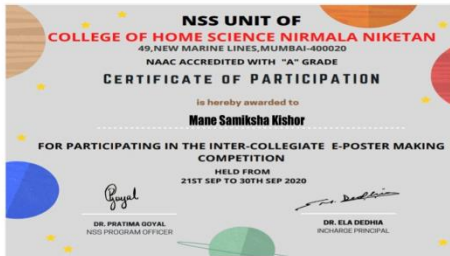 NSS UNIT OF
COLLEGE OF HOME SCIENCE NIRMALA NIKETAN
49,NEW MARINE LINES,MUMBAI-400020
NAAC ACCREDITED WITH "A" GRADE
CERTIFICATE OF PARTICIPATION
is hereby awarded to
Mane Samiksha Kishor
FOR PARTICIPATING IN THE INTER-COLLEGIATE E-POSTER MAKING
COMPETITION
HELD FROM
21ST SEP TO 30TH SEP 2020
DR. PRATIMA GOYAL
NSS PROGRAM OFFICER
DR. ELA DEDHIA
INCHARGE PRINCIPAL